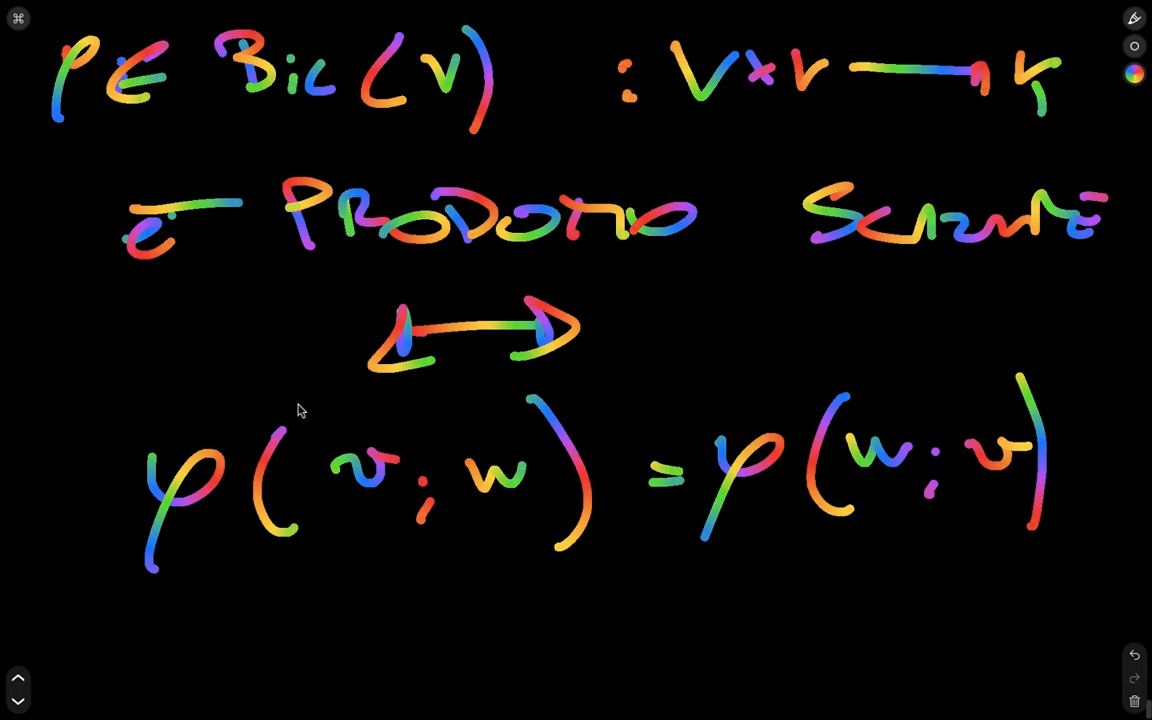 φ ∈ Bil(V) : V×V → K
è PRODOTTO SCALARE
⟺
φ(v; w) = φ(w; v)